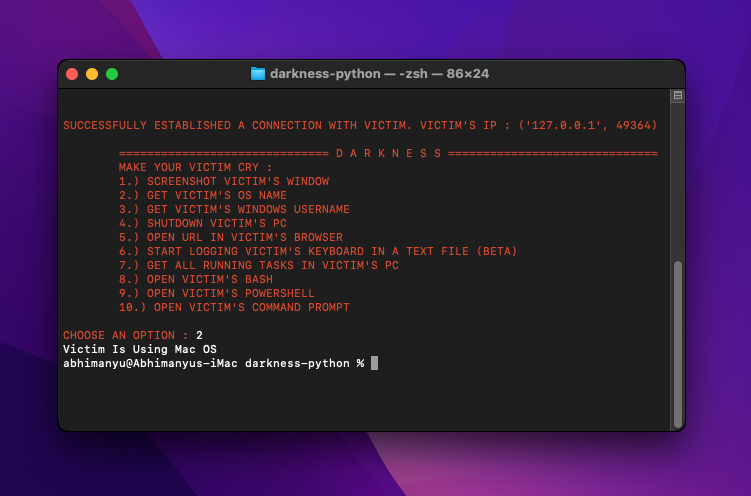 darkness-python — -zsh — 86×24
SUCCESSFULLY ESTABLISHED A CONNECTION WITH VICTIM. VICTIM'S IP : ('127.0.0.1', 49364)
============================== D A R K N E S S ==============================
MAKE YOUR VICTIM CRY :
1.) SCREENSHOT VICTIM'S WINDOW
2.) GET VICTIM'S OS NAME
3.) GET VICTIM'S WINDOWS USERNAME
4.) SHUTDOWN VICTIM'S PC
5.) OPEN URL IN VICTIM'S BROWSER
6.) START LOGGING VICTIM'S KEYBOARD IN A TEXT FILE (BETA)
7.) GET ALL RUNNING TASKS IN VICTIM'S PC
8.) OPEN VICTIM'S BASH
9.) OPEN VICTIM'S POWERSHELL
10.) OPEN VICTIM'S COMMAND PROMPT
CHOOSE AN OPTION : 2
Victim Is Using Mac OS
abhimanyu@Abhimanyus-iMac darkness-python %